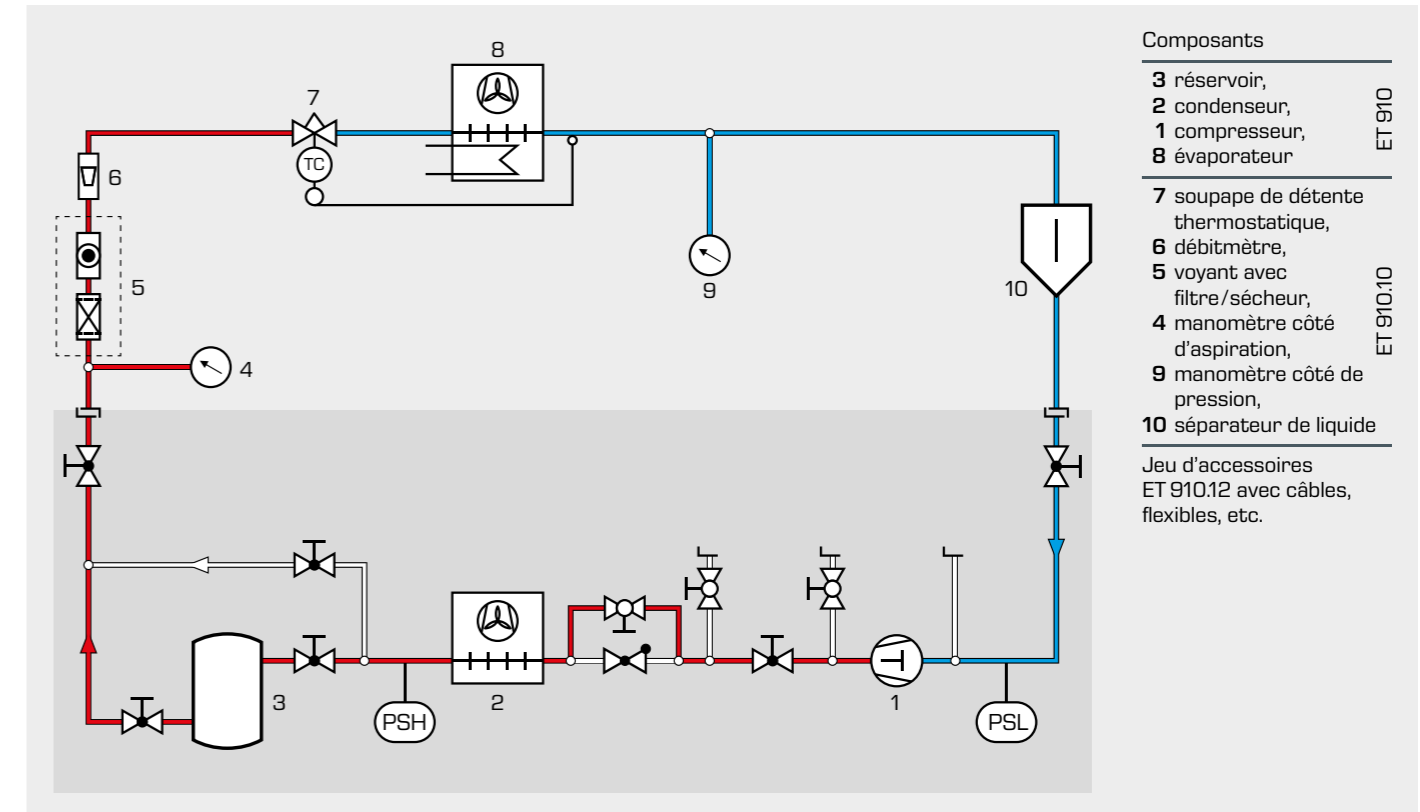 8
7
TC
6
5
9
10
4
3
PSH
2
1
PSL
Composants
3 réservoir,
2 condenseur,
1 compresseur,
8 évaporateur
ET 910
7 soupape de détente
thermostatique,
6 débitmètre,
5 voyant avec
filtre/sécheur,
4 manomètre côté
d'aspiration,
9 manomètre côté de
pression,
10 séparateur de liquide
ET 910.10
Jeu d'accessoires
ET 910.12 avec câbles,
flexibles, etc.